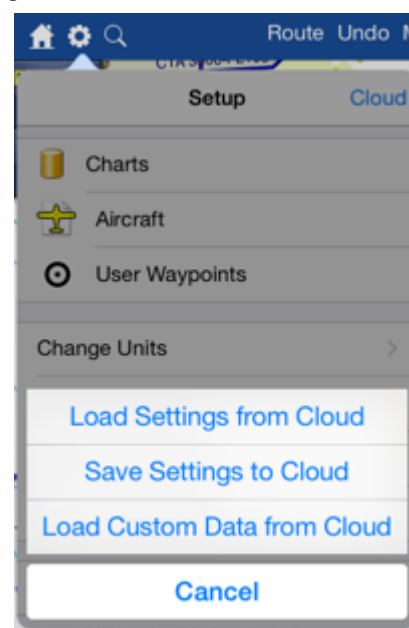 Route Undo
Setup Cloud
Charts
Aircraft
User Waypoints
Change Units
Load Settings from Cloud
Save Settings to Cloud
Load Custom Data from Cloud
Cancel